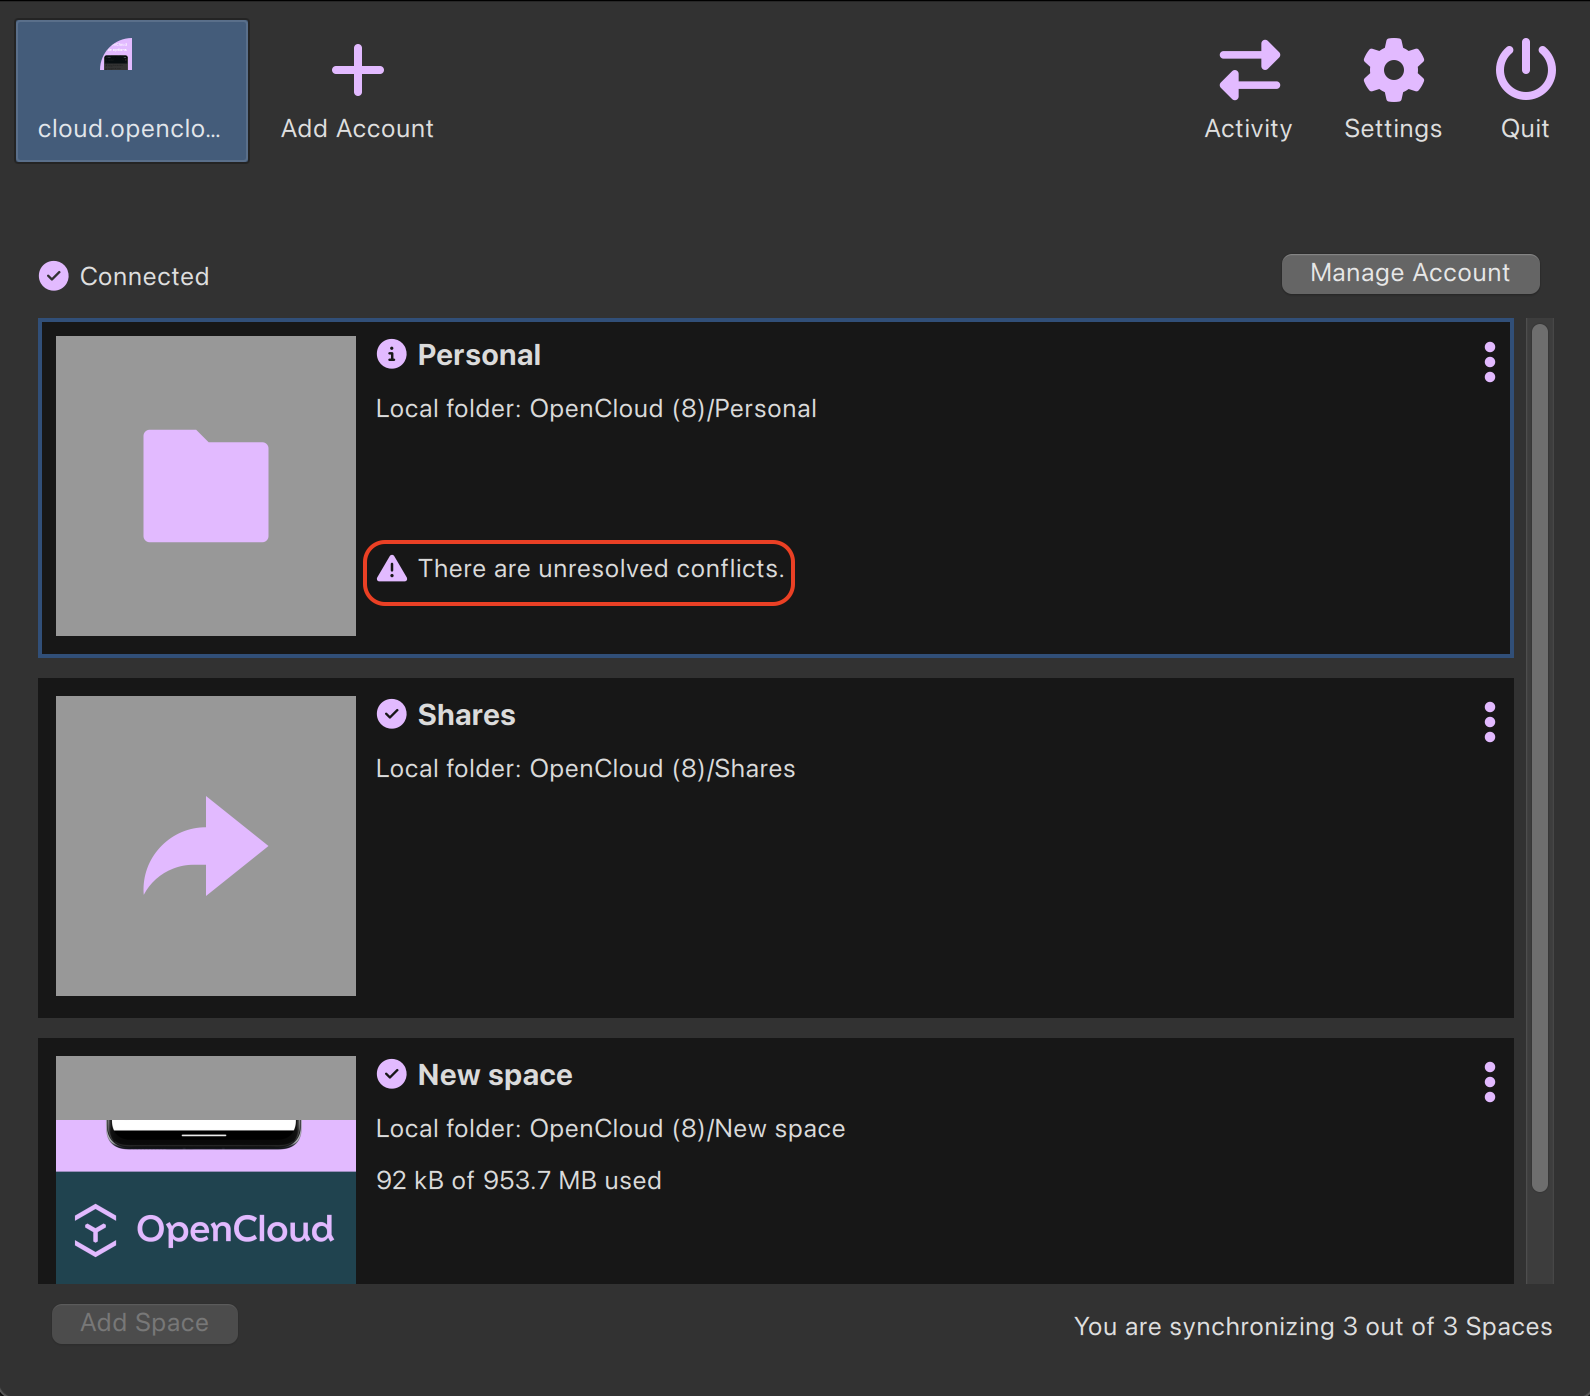 cloud.openclo...
Add Account
Activity
Settings
Quit
Connected
Manage Account
Personal
Local folder: OpenCloud (8)/Personal
There are unresolved conflicts.
Shares
Local folder: OpenCloud (8)/Shares
New space
Local folder: OpenCloud (8)/New space
92 kB of 953.7 MB used
OpenCloud
Add Space
You are synchronizing 3 out of 3 Spaces